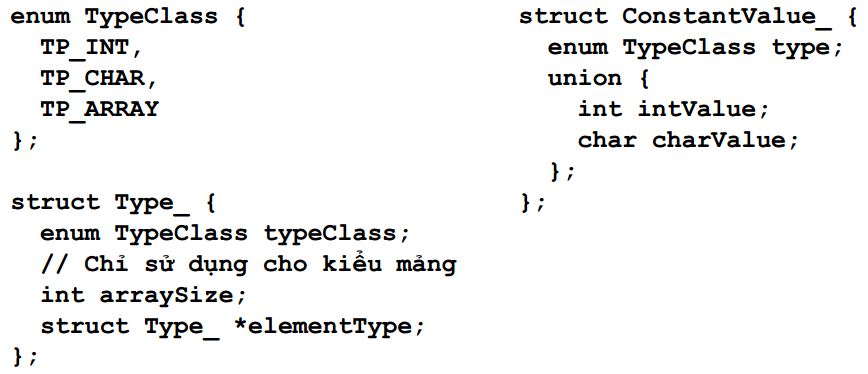 enum TypeClass {
  TP_INT,
  TP_CHAR,
  TP_ARRAY
};
struct Type_ {
  enum TypeClass typeClass;
  // Chỉ sử dụng cho kiểu mảng
  int arraySize;
  struct Type_ *elementType;
};
struct ConstantValue_ {
  enum TypeClass type;
  union {
    int intValue;
    char charValue;
  };
};